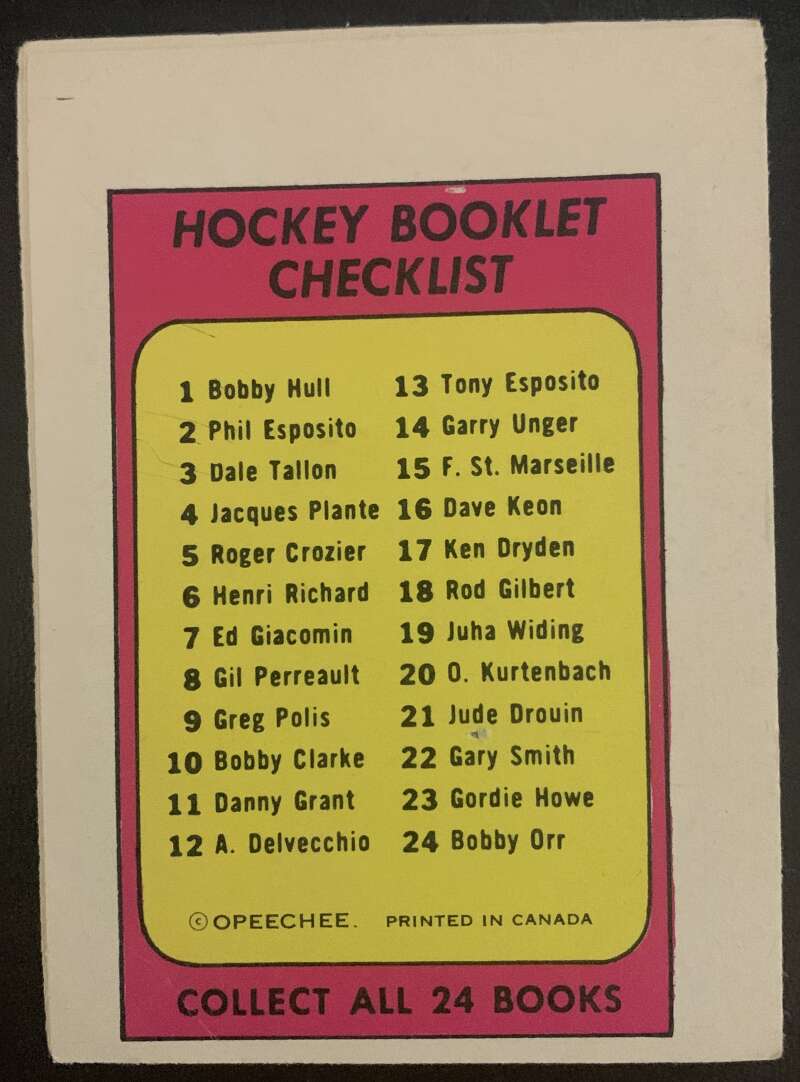 HOCKEY BOOKLET
CHECKLIST
1 Bobby Hull
2 Phil Esposito
3 Dale Tallon
4 Jacques Plante
5 Roger Crozier
6 Henri Richard
7 Ed Giacomin
8 Gil Perreault
9 Greg Polis
10 Bobby Clarke
11 Danny Grant
12 A. Delvecchio
13 Tony Esposito
14 Garry Unger
15 F. St. Marseille
16 Dave Keon
17 Ken Dryden
18 Rod Gilbert
19 Juha Widing
20 O. Kurtenbach
21 Jude Drouin
22 Gary Smith
23 Gordie Howe
24 Bobby Orr
© OPEECHEE. PRINTED IN CANADA
COLLECT ALL 24 BOOKS